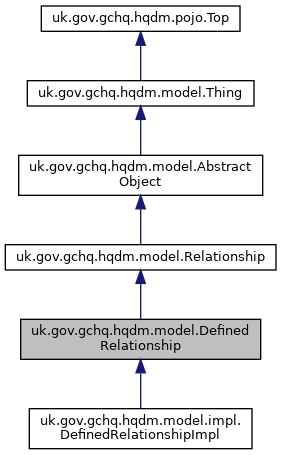 uk.gov.gchq.hqdm.pojo.Top
uk.gov.gchq.hqdm.model.Thing
uk.gov.gchq.hqdm.model.Abstract
Object
uk.gov.gchq.hqdm.model.Relationship
uk.gov.gchq.hqdm.model.Defined
Relationship
uk.gov.gchq.hqdm.model.impl.
DefinedRelationshipImpl